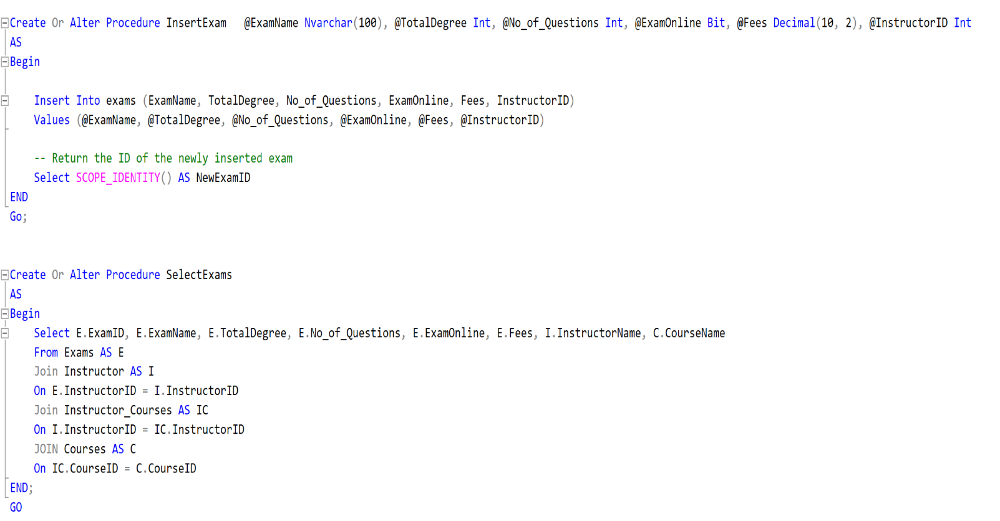 Create Or Alter Procedure InsertExam   @ExamName Nvarchar(100), @TotalDegree Int, @No_of_Questions Int, @ExamOnline Bit, @Fees Decimal(10, 2), @InstructorID Int
AS
Begin
Insert Into exams (ExamName, TotalDegree, No_of_Questions, ExamOnline, Fees, InstructorID)
Values (@ExamName, @TotalDegree, @No_of_Questions, @ExamOnline, @Fees, @InstructorID)
-- Return the ID of the newly inserted exam
Select SCOPE_IDENTITY() AS NewExamID
END
Go;
Create Or Alter Procedure SelectExams
AS
Begin
Select E.ExamID, E.ExamName, E.TotalDegree, E.No_of_Questions, E.ExamOnline, E.Fees, I.InstructorName, C.CourseName
From Exams AS E
Join Instructor AS I
On E.InstructorID = I.InstructorID
Join Instructor_Courses AS IC
On I.InstructorID = IC.InstructorID
JOIN Courses AS C
On IC.CourseID = C.CourseID
END;
GO